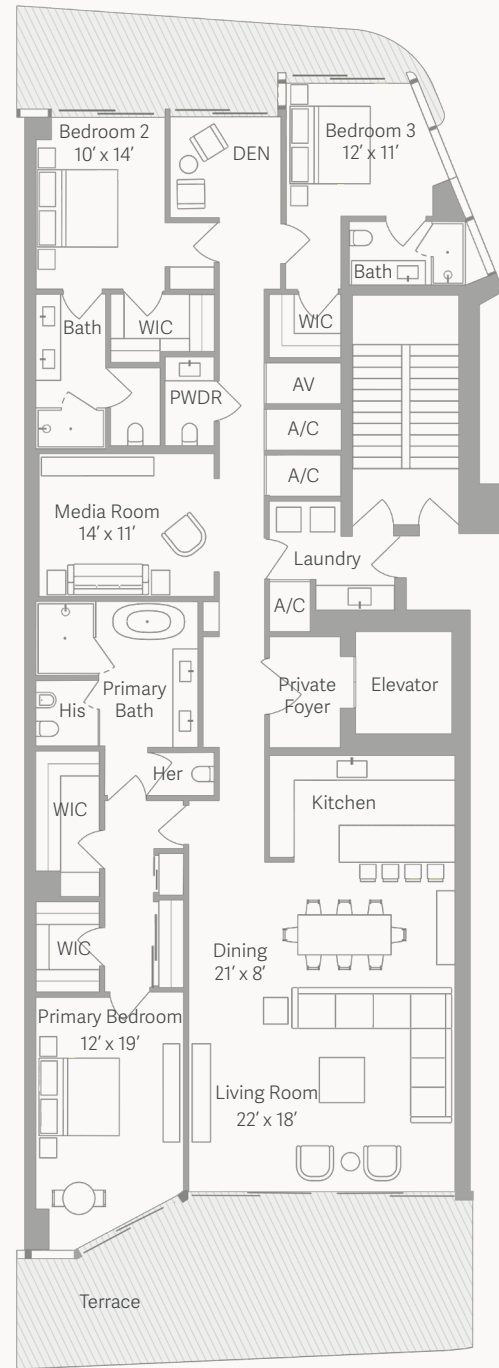 Bedroom 2
10’ x 14’
DEN
Bedroom 3
12’ x 11’
Bath
Bath
WIC
WIC
PWDR
AV
A/C
A/C
Media Room
14’ x 11’
Laundry
A/C
Primary
Bath
His
Private
Foyer
Elevator
Her
WIC
Kitchen
WIC
Dining
21’ x 8’
Primary Bedroom
12’ x 19’
Living Room
22’ x 18’
Terrace